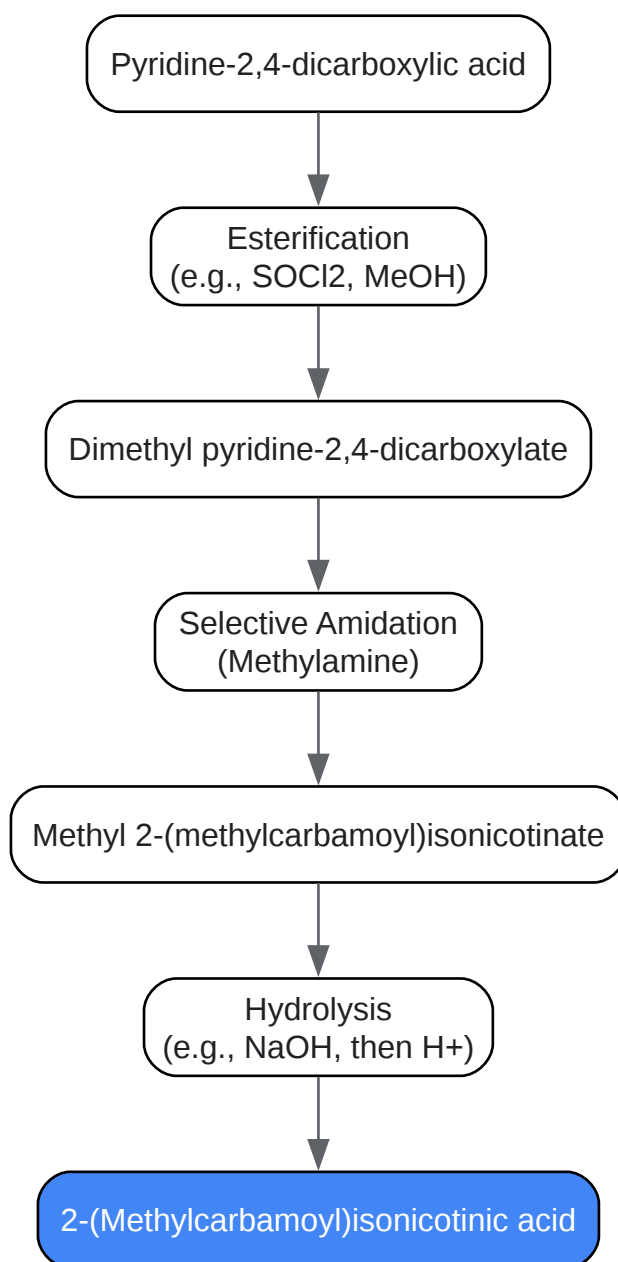 Pyridine-2,4-dicarboxylic acid
Esterification
(e.g., SOCl2, MeOH)
Dimethyl pyridine-2,4-dicarboxylate
Selective Amidation
(Methylamine)
Methyl 2-(methylcarbamoyl)isonicotinate
Hydrolysis
(e.g., NaOH, then H+)
2-(Methylcarbamoyl)isonicotinic acid